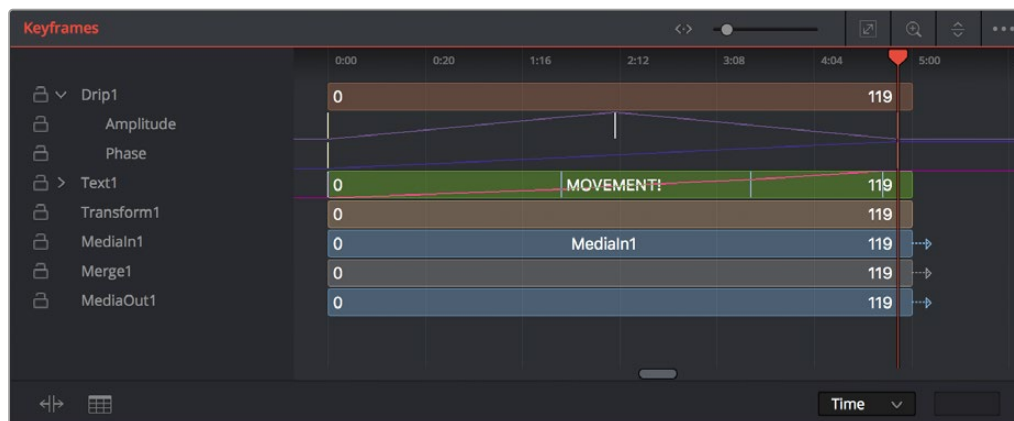 Keyframes
0:00 0:20 1:16 2:12 3:08 4:04 5:00
Drip1 0 119
Amplitude
Phase
Text1 0 MOVEMENT! 119
Transform1 0 119
MediaIn1 0 MediaIn1 119
Merge1 0 119
MediaOut1 0 119
Time